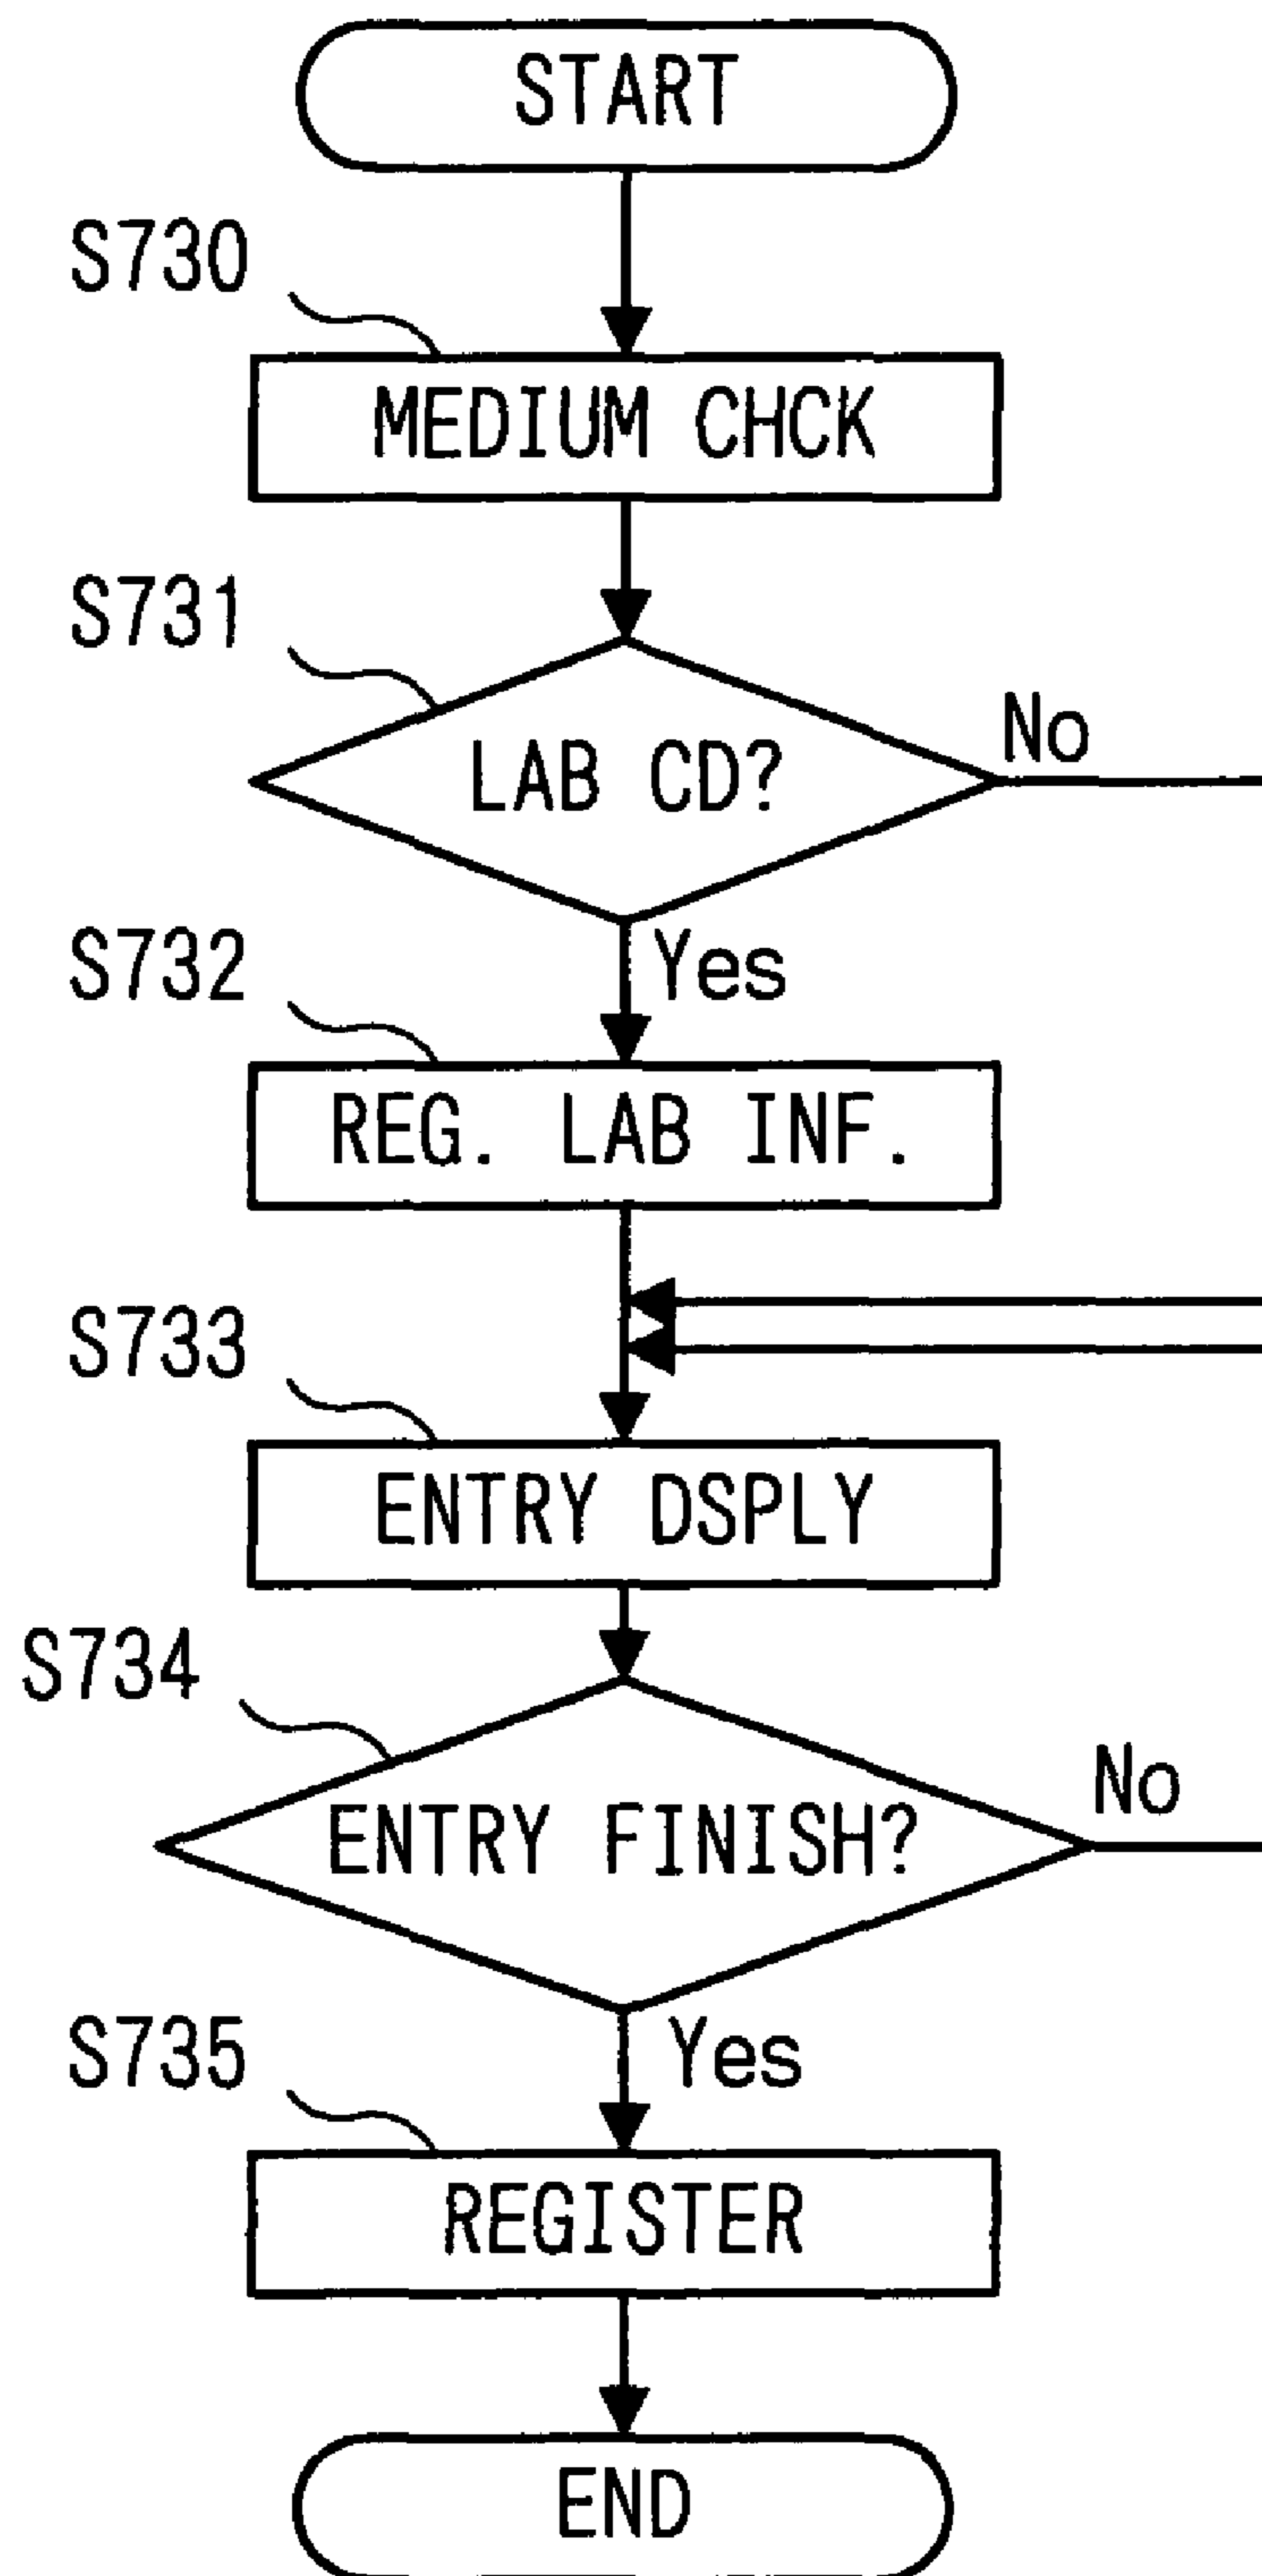 START
S730
MEDIUM CHCK
S731
LAB CD?
No
Yes
S732
REG. LAB INF.
S733
ENTRY DSPLY
S734
ENTRY FINISH?
No
Yes
S735
REGISTER
END